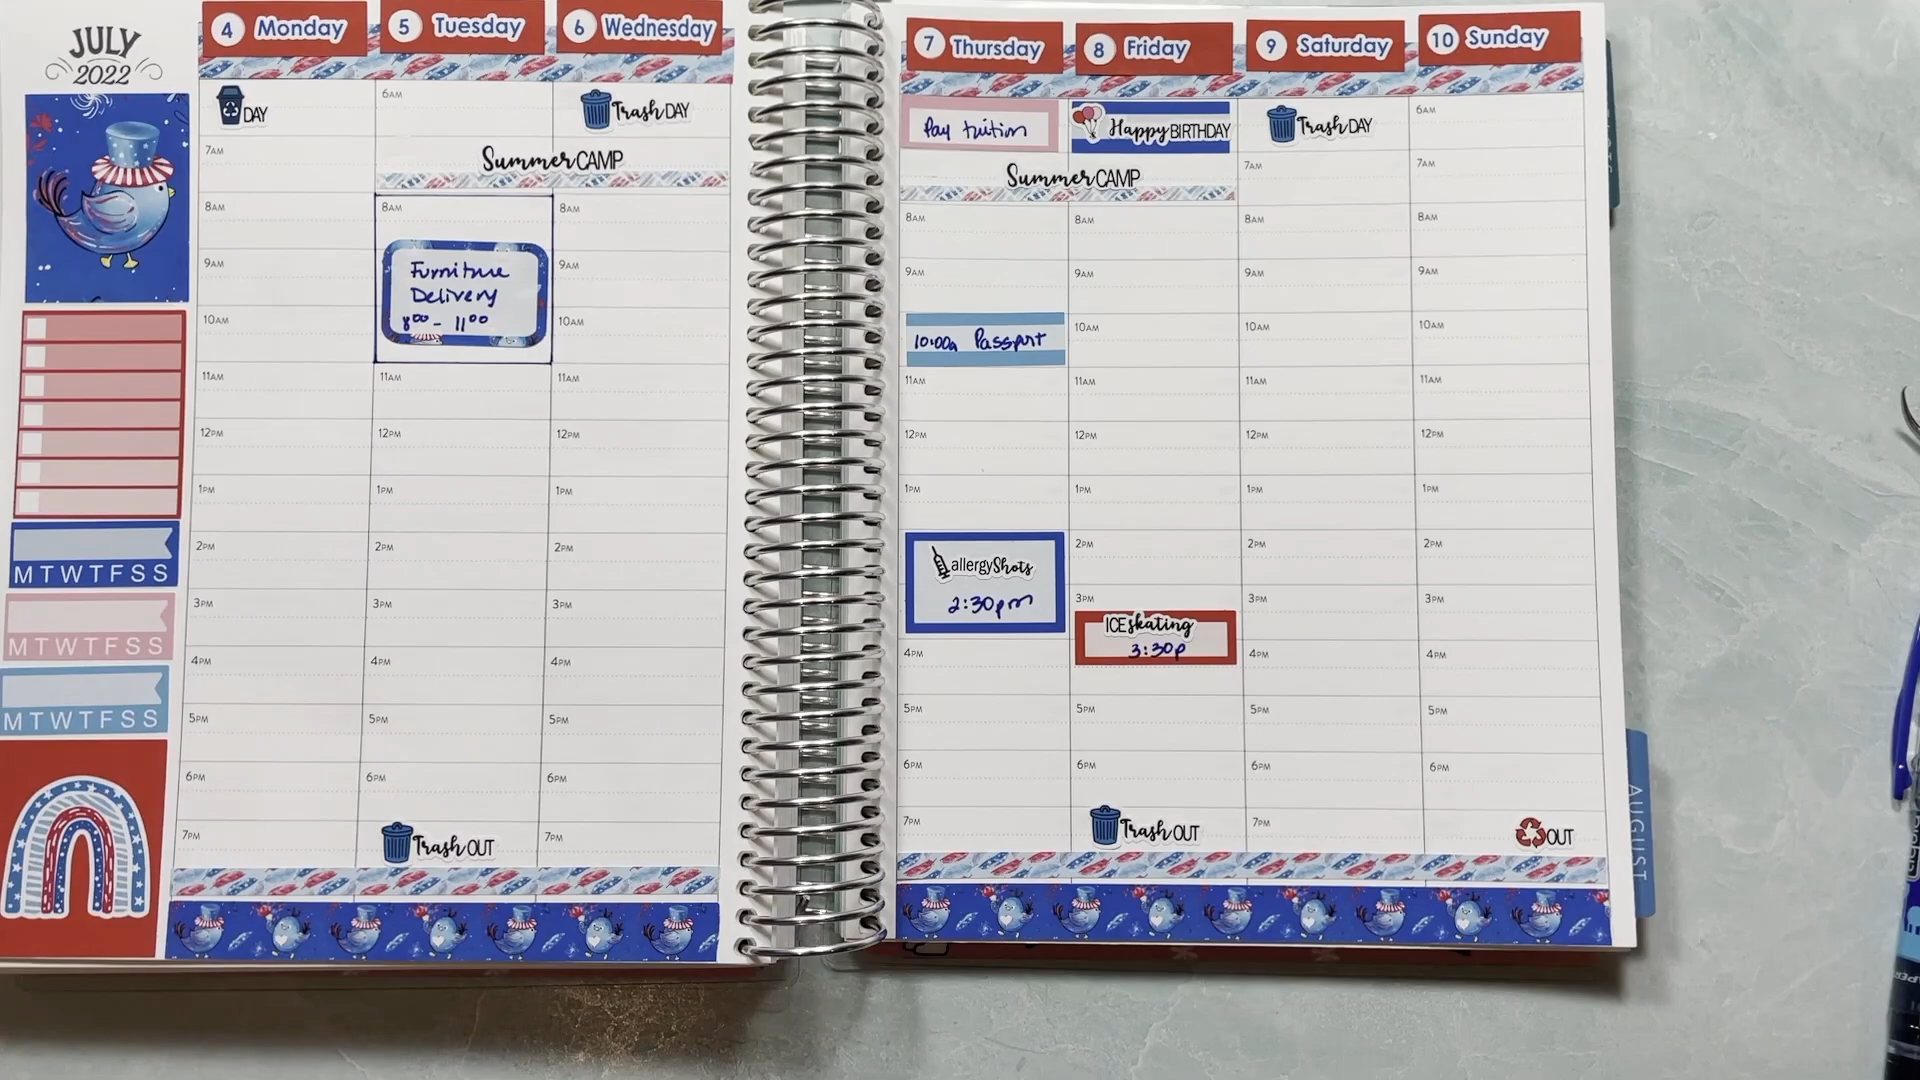 JULY
2022
4 Monday
5 Tuesday
6 Wednesday
7 Thursday
8 Friday
9 Saturday
10 Sunday
DAY
6AM
Trash DAY
7AM
Summer CAMP
8AM
8AM
8AM
Furniture
Delivery
8:00 - 11:00
9AM
9AM
10AM
10AM
11AM
11AM
11AM
12PM
12PM
12PM
1PM
1PM
1PM
2PM
2PM
2PM
3PM
3PM
3PM
4PM
4PM
4PM
5PM
5PM
5PM
6PM
6PM
6PM
7PM
Trash OUT
7PM
M T W T F S S
M T W T F S S
M T W T F S S
Pay tuition
Happy BIRTHDAY
Trash DAY
6AM
Summer CAMP
7AM
7AM
8AM
8AM
8AM
8AM
9AM
9AM
9AM
9AM
10:00a Passport
10AM
10AM
10AM
11AM
11AM
11AM
11AM
12PM
12PM
12PM
12PM
1PM
1PM
1PM
1PM
allergy Shots
2:30pm
2PM
2PM
2PM
3PM
3PM
3PM
ICE skating
3:30p
4PM
4PM
4PM
5PM
5PM
5PM
5PM
6PM
6PM
6PM
6PM
7PM
Trash OUT
7PM
OUT
AUGUST